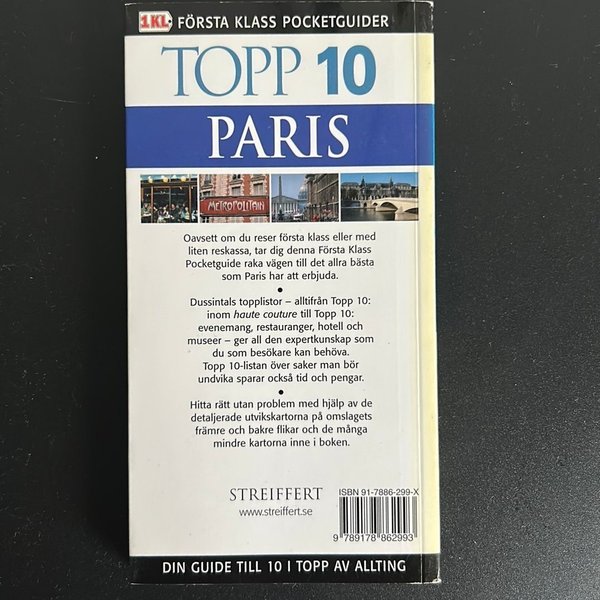 1KL FÖRSTA KLASS POCKETGUIDER
TOPP 10
PARIS
METROPOLITAIN
Oavsett om du reser första klass eller med
liten reskassa, tar dig denna Första Klass
Pocketguide raka vägen till det allra bästa
som Paris har att erbjuda.
•
Dussintals topplistor – alltifrån Topp 10:
inom haute couture till Topp 10:
evenemang, restauranger, hotell och
museer – ger all den expertkunskap som
du som besökare kan behöva.
Topp 10-listan över saker man bör
undvika sparar också tid och pengar.
•
Hitta rätt utan problem med hjälp av de
detaljerade utvikskartorna på omslagets
främre och bakre flikar och de många
mindre kartorna inne i boken.
STREIFFERT
www.streiffert.se
ISBN 91-7886-299-X
9 789178 862993
DIN GUIDE TILL 10 I TOPP AV ALLTING